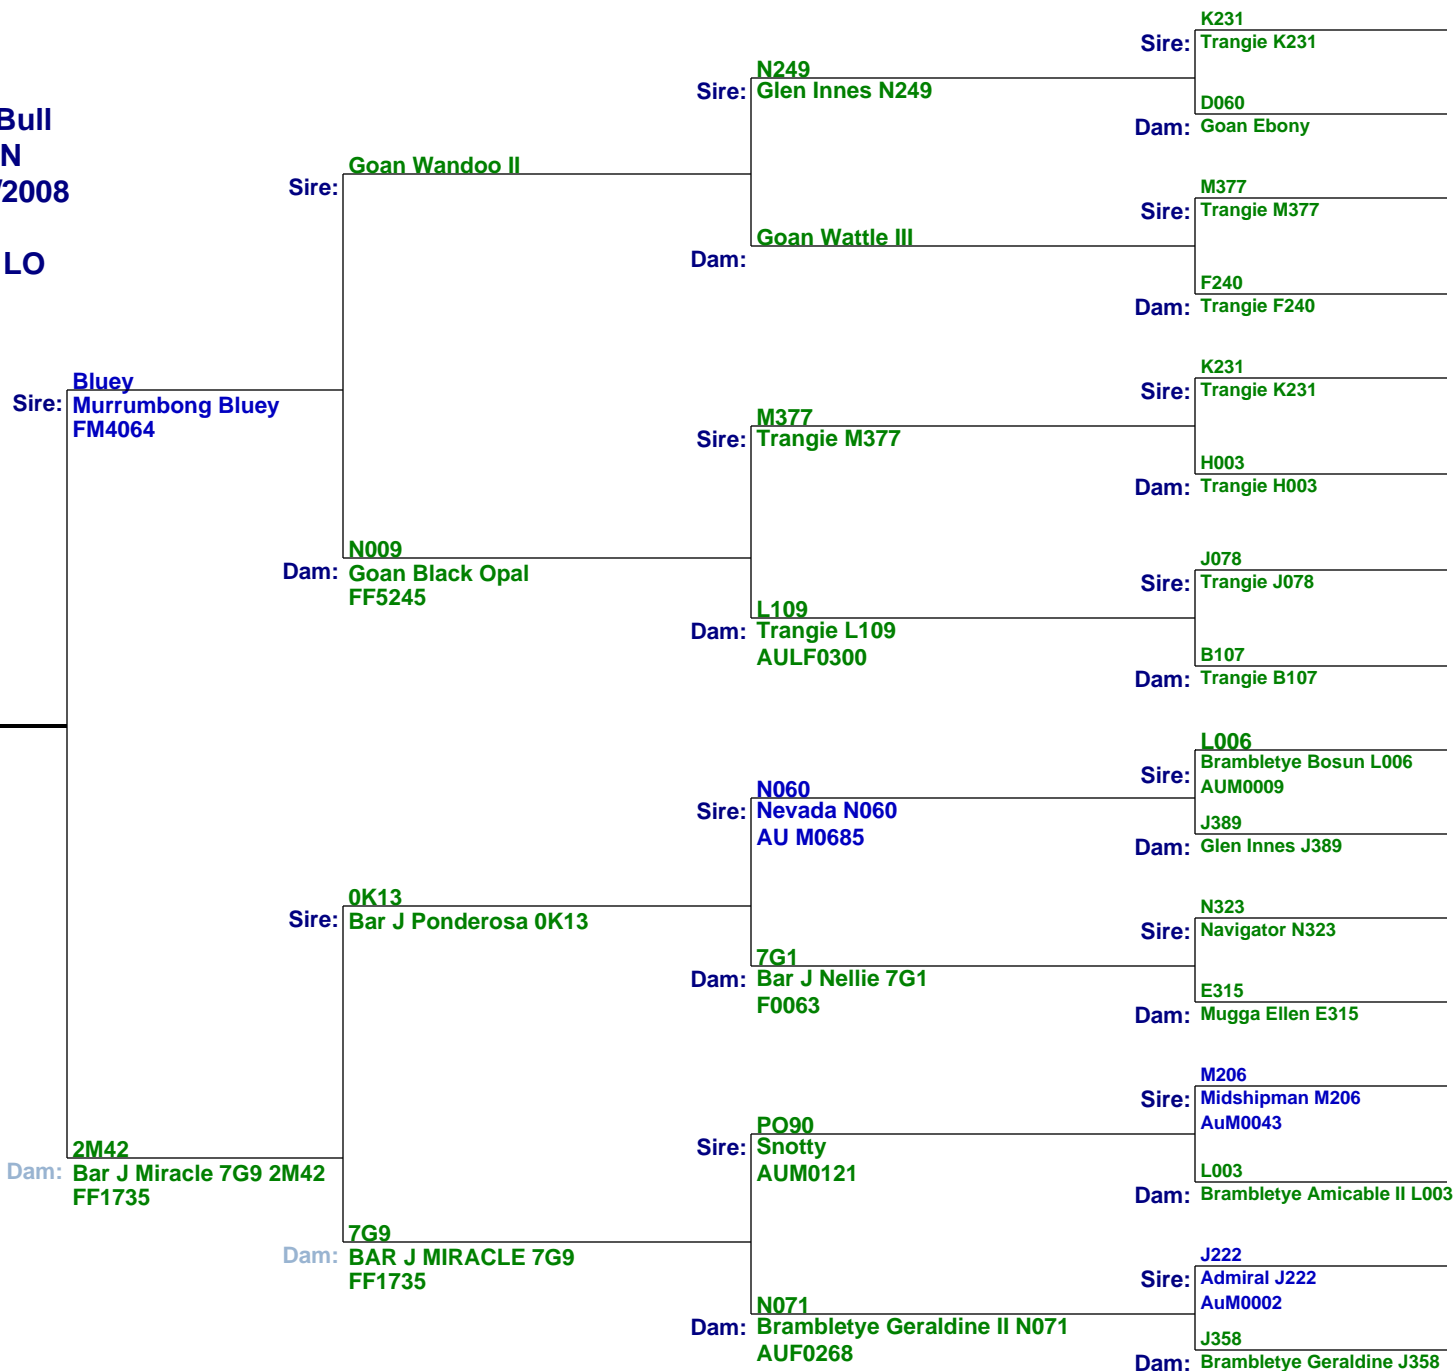 Bull
N
/2008
LO
Sire:
Bluey
Murrumbong Bluey
FM4064
Dam:
2M42
Bar J Miracle 7G9 2M42
FF1735
Sire:
Goan Wandoo II
Dam:
N009
Goan Black Opal
FF5245
Sire:
0K13
Bar J Ponderosa 0K13
Dam:
7G9
BAR J MIRACLE 7G9
FF1735
Sire:
N249
Glen Innes N249
Dam:
Goan Wattle III
Sire:
M377
Trangie M377
Dam:
L109
Trangie L109
AULF0300
Sire:
N060
Nevada N060
AU M0685
Dam:
7G1
Bar J Nellie 7G1
F0063
Sire:
PO90
Snotty
AUM0121
Dam:
N071
Brambletye Geraldine II N071
AUF0268
Sire:
K231
Trangie K231
Dam:
D060
Goan Ebony
Sire:
M377
Trangie M377
Dam:
F240
Trangie F240
Sire:
K231
Trangie K231
Dam:
H003
Trangie H003
Sire:
J078
Trangie J078
Dam:
B107
Trangie B107
Sire:
L006
Brambletye Bosun L006
AUM0009
Dam:
J389
Glen Innes J389
Sire:
N323
Navigator N323
Dam:
E315
Mugga Ellen E315
Sire:
M206
Midshipman M206
AuM0043
Dam:
L003
Brambletye Amicable II L003
Sire:
J222
Admiral J222
AuM0002
Dam:
J358
Brambletye Geraldine J358